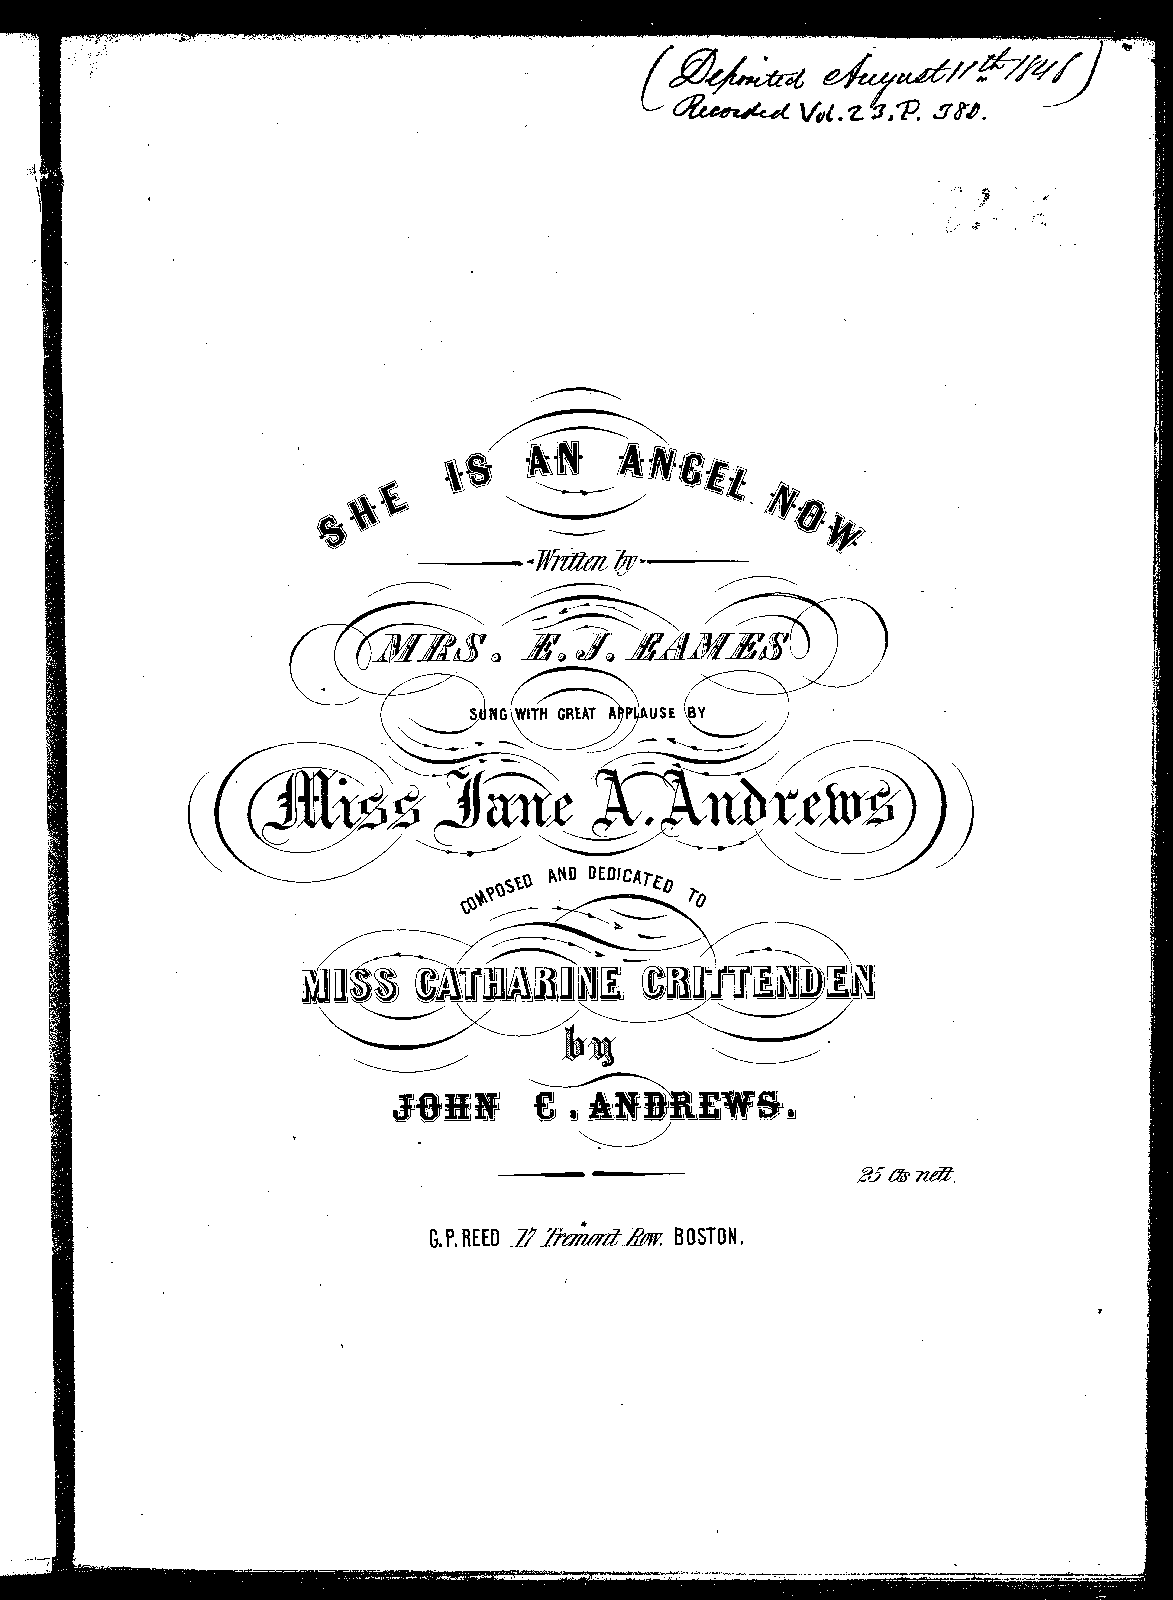 (Deposited August 11th 1848)
Recorded Vol. 23. P. 380.
SHE IS AN ANGEL NOW
Written by
MRS. E. J. EAMES
SUNG WITH GREAT APPLAUSE BY
Miss Jane A. Andrews
COMPOSED AND DEDICATED TO
MISS CATHARINE CRITTENDEN
by
JOHN C. ANDREWS.
25 cts nett.
G. P. REED 17 Tremont Row. BOSTON.